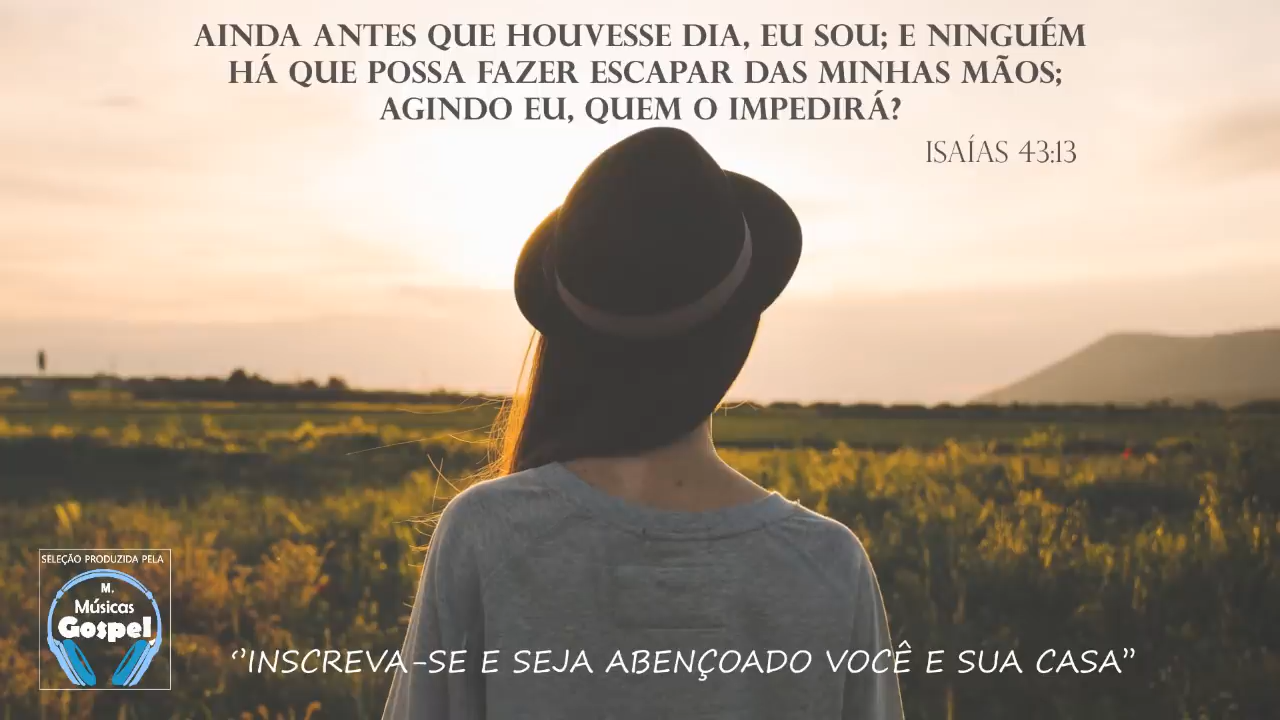 AINDA ANTES QUE HOUVESSE DIA, EU SOU; E NINGUÉM
HÁ QUE POSSA FAZER ESCAPAR DAS MINHAS MÃOS;
AGINDO EU, QUEM O IMPEDIRÁ?
ISAÍAS 43:13
SELEÇÃO PRODUZIDA PELA
M.
Músicas
Gospel
‘’INSCREVA-SE E SEJA ABENÇOADO VOCÊ E SUA CASA’’